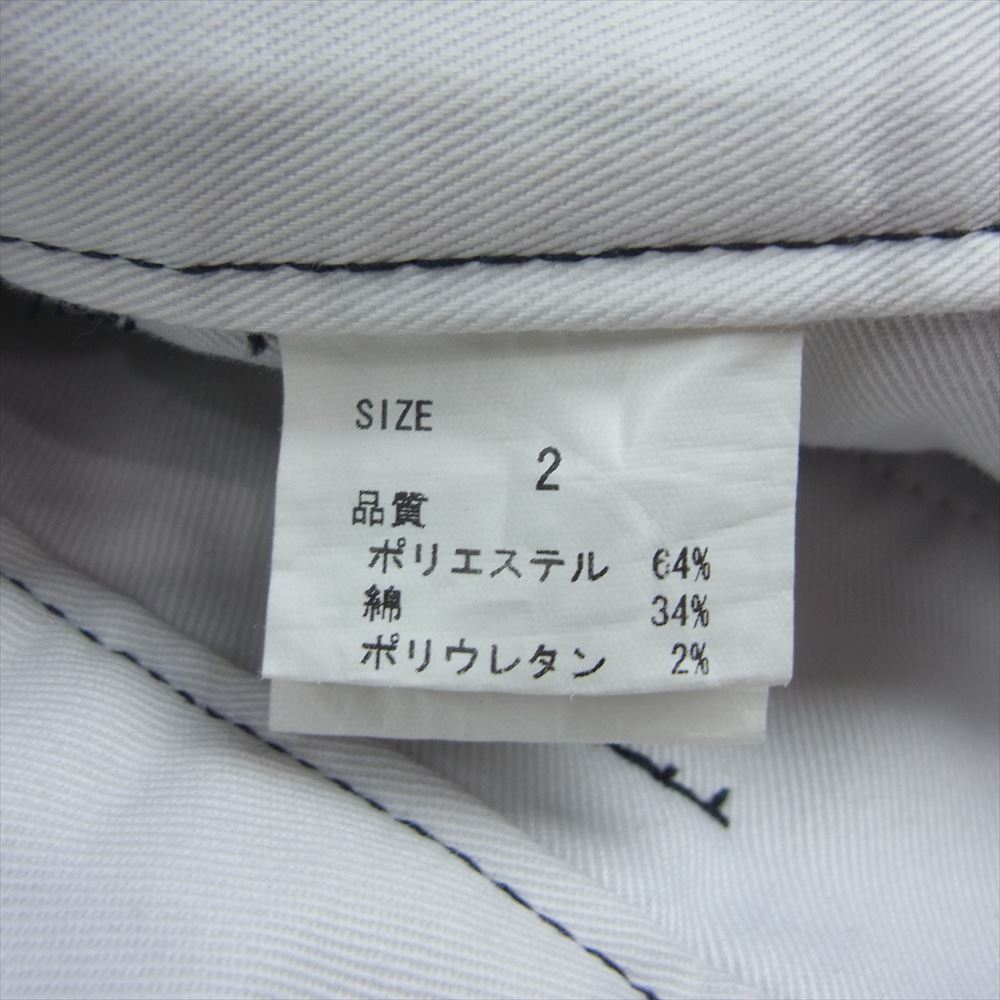 SIZE
2
品質
ポリエステル 64%
綿 34%
ポリウレタン 2%